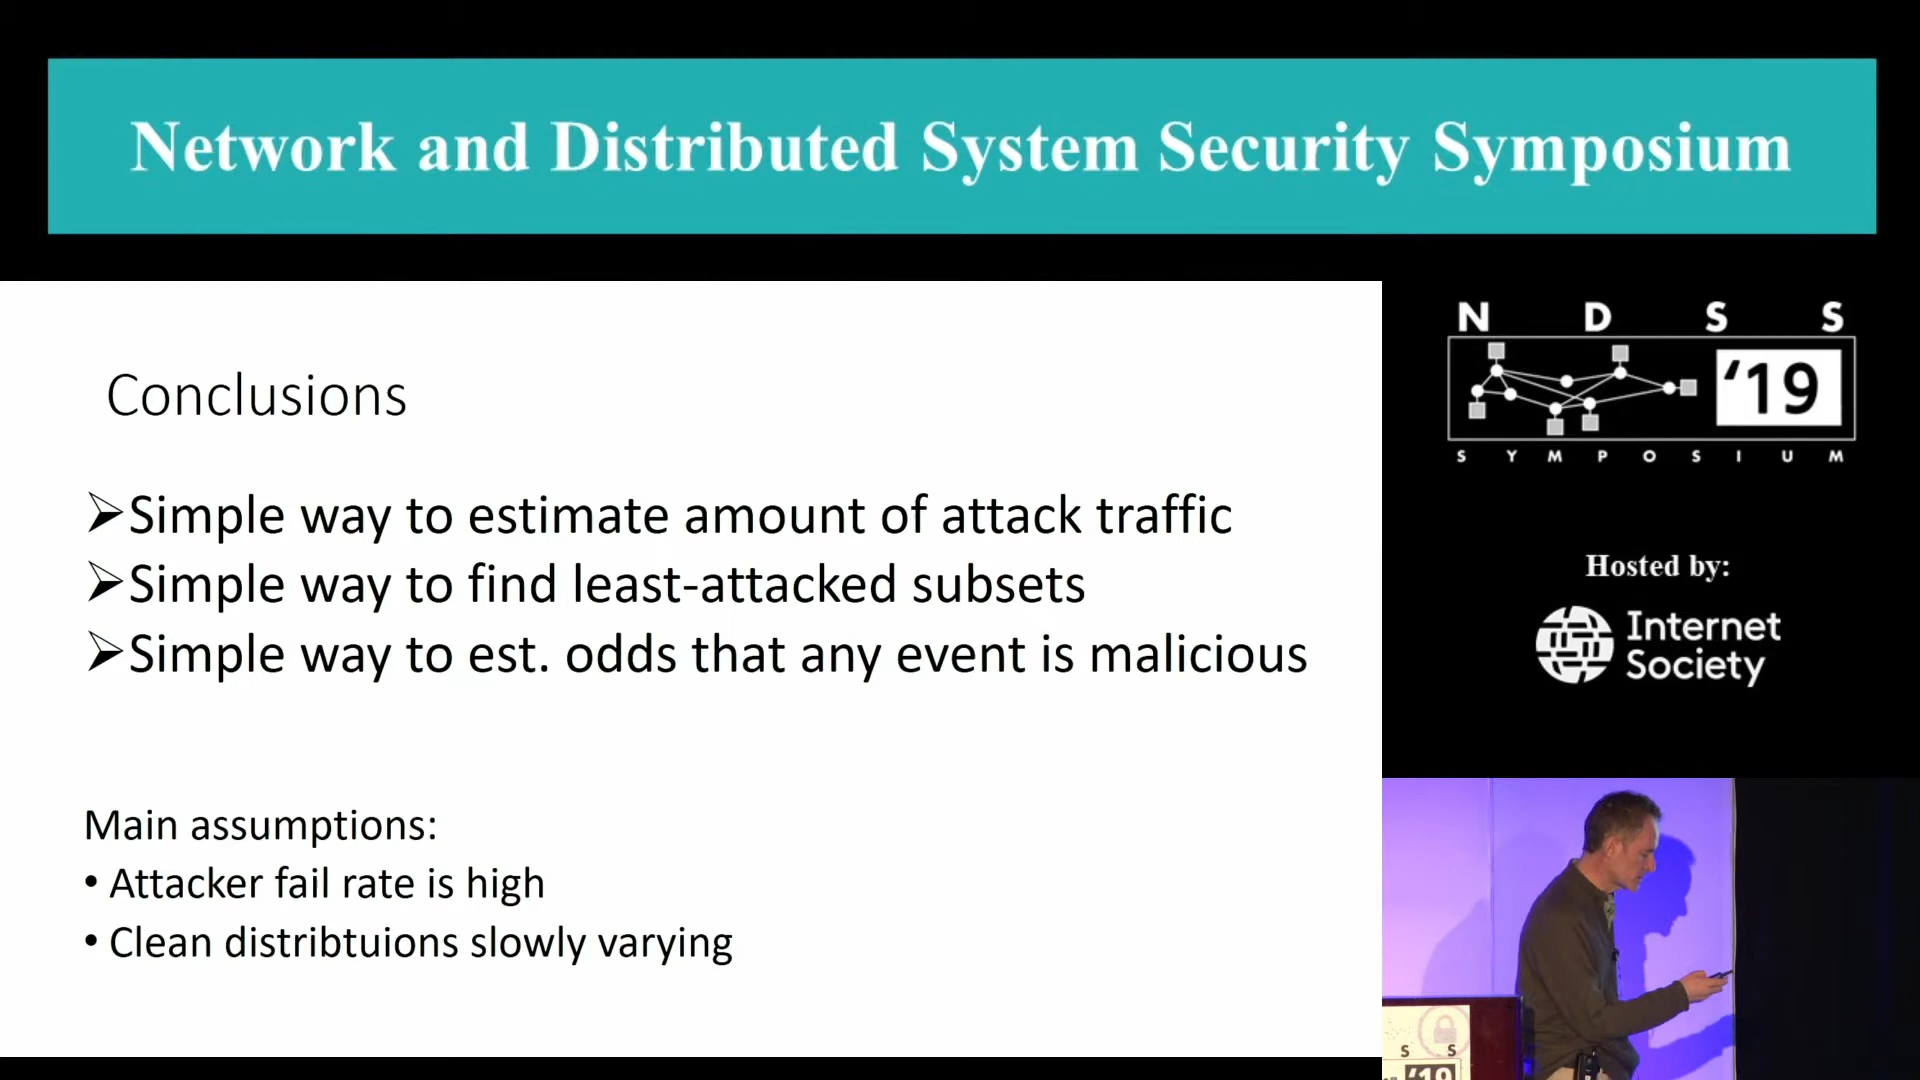 Network and Distributed System Security Symposium
N D S S
‘19
S Y M P O S I U M
Conclusions
➢Simple way to estimate amount of attack traffic
➢Simple way to find least-attacked subsets
➢Simple way to est. odds that any event is malicious
Main assumptions:
• Attacker fail rate is high
• Clean distribtuions slowly varying
Hosted by:
Internet
Society
S S
‘19